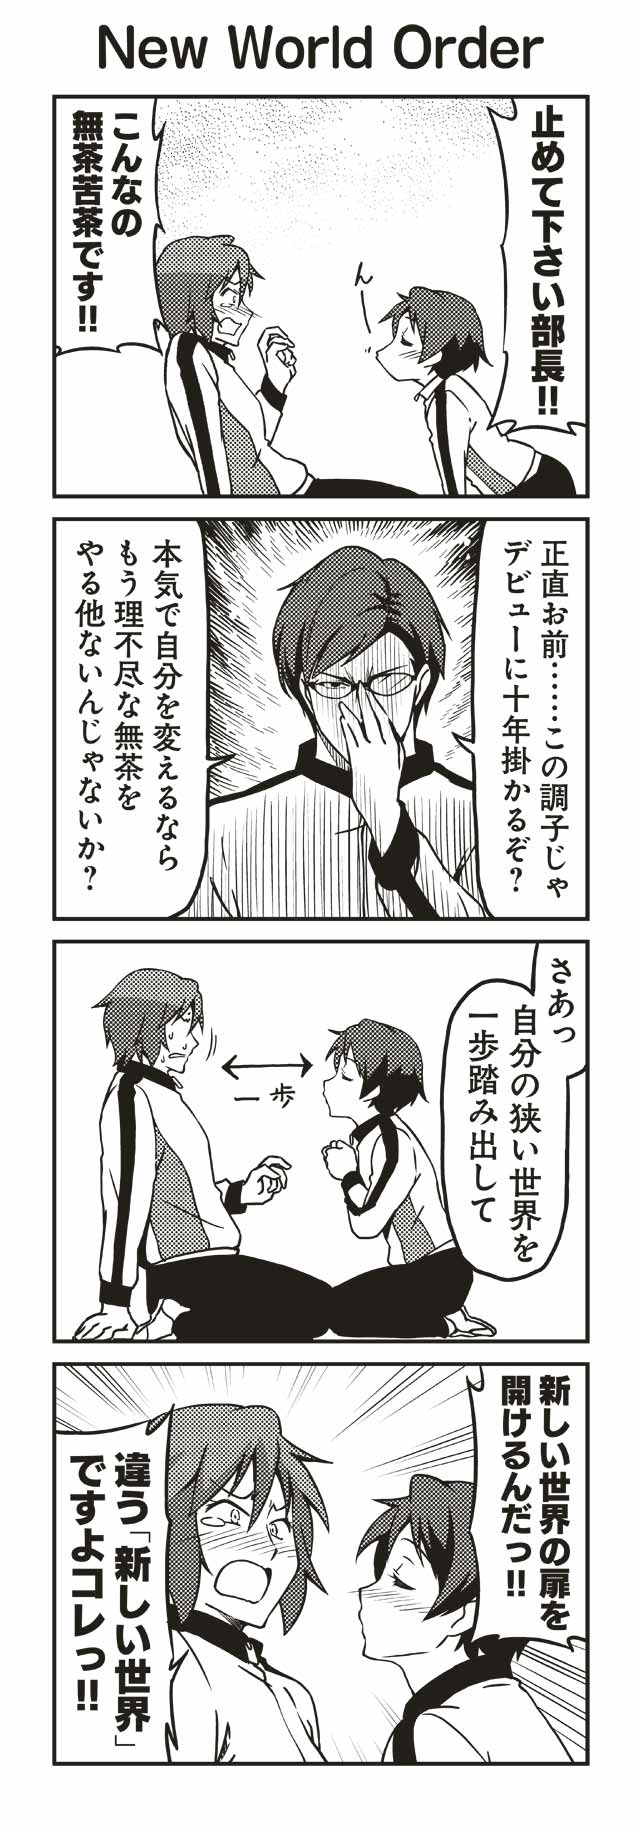 New World Order
止めて下さい部長!!
ん
こんなの
無茶苦茶です!!
正直お前……この調子じゃ
デビューに十年掛かるぞ?
本気で自分を変えるなら
もう理不尽な無茶を
やる他ないんじゃないか?
さあっ
自分の狭い世界を
一歩踏み出して
一歩
新しい世界の扉を
開けるんだっ!!
違う「新しい世界」
ですよコレっ!!